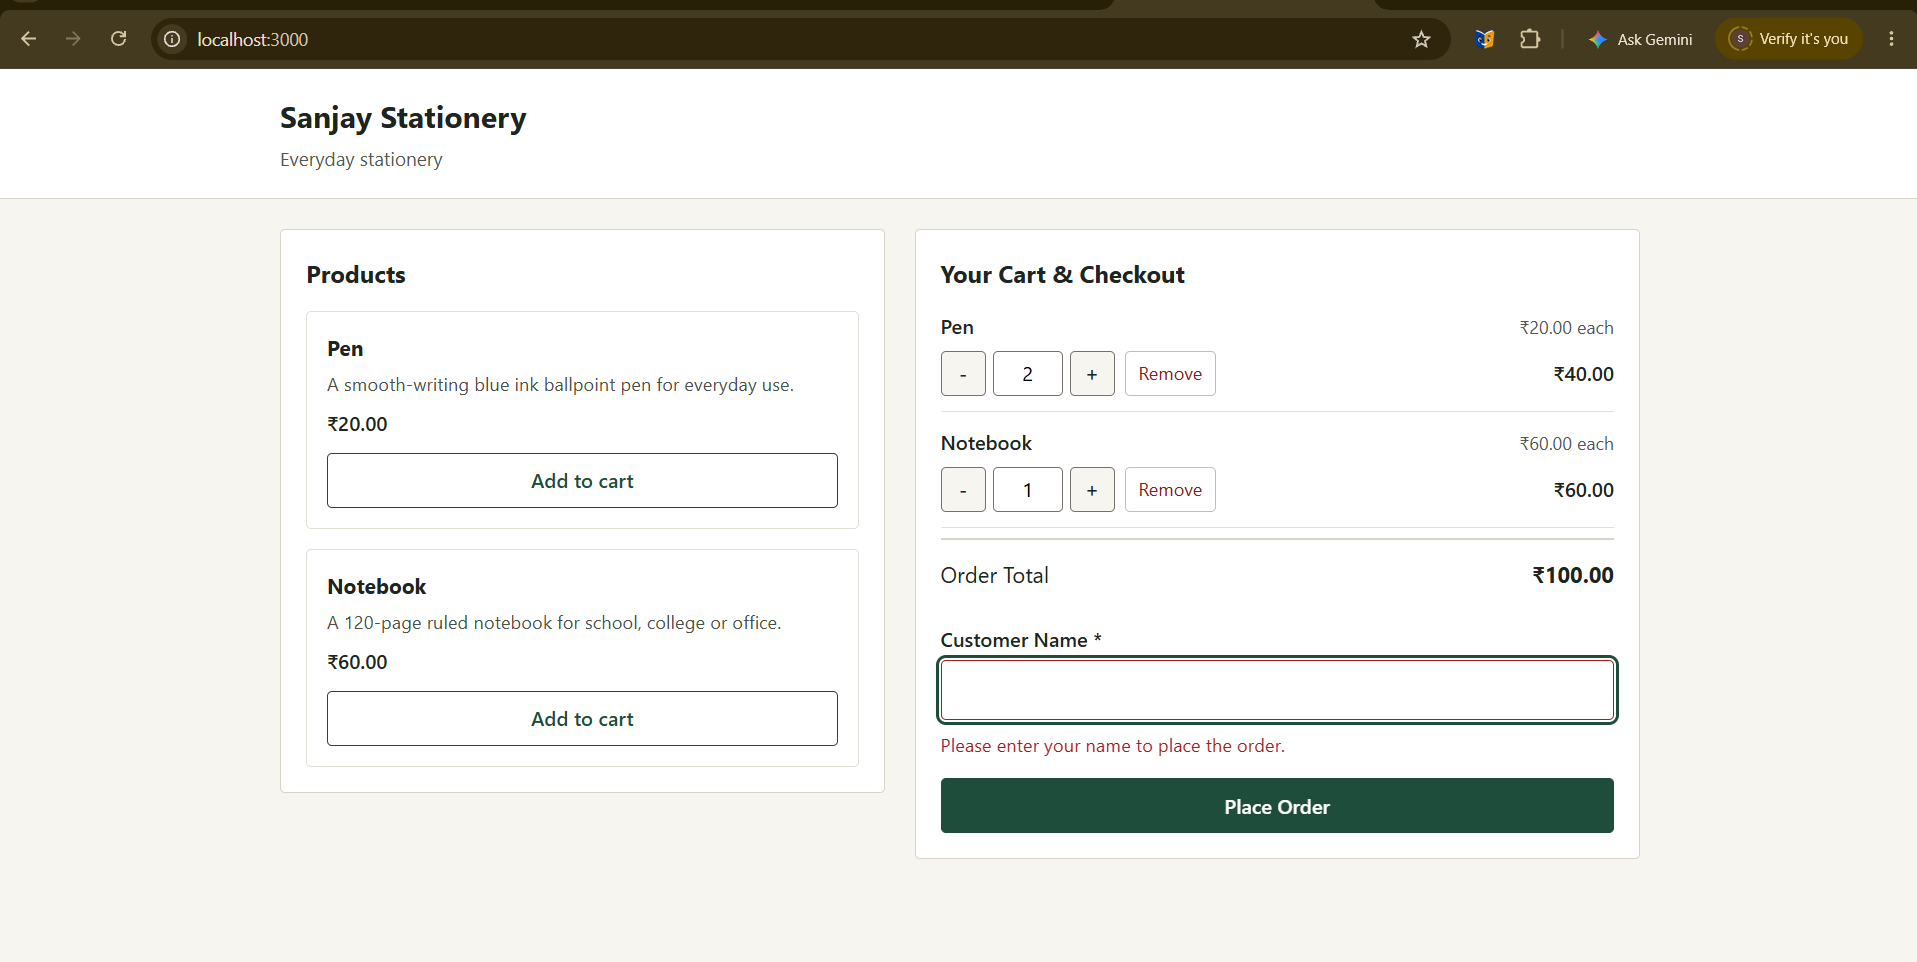 localhost:3000
Ask Gemini
S
Verify it's you
Sanjay Stationery
Everyday stationery
Products
Pen
A smooth-writing blue ink ballpoint pen for everyday use.
₹20.00
Add to cart
Notebook
A 120-page ruled notebook for school, college or office.
₹60.00
Add to cart
Your Cart & Checkout
Pen ₹20.00 each
- 2 + Remove ₹40.00
Notebook ₹60.00 each
- 1 + Remove ₹60.00
Order Total ₹100.00
Customer Name *
Please enter your name to place the order.
Place Order